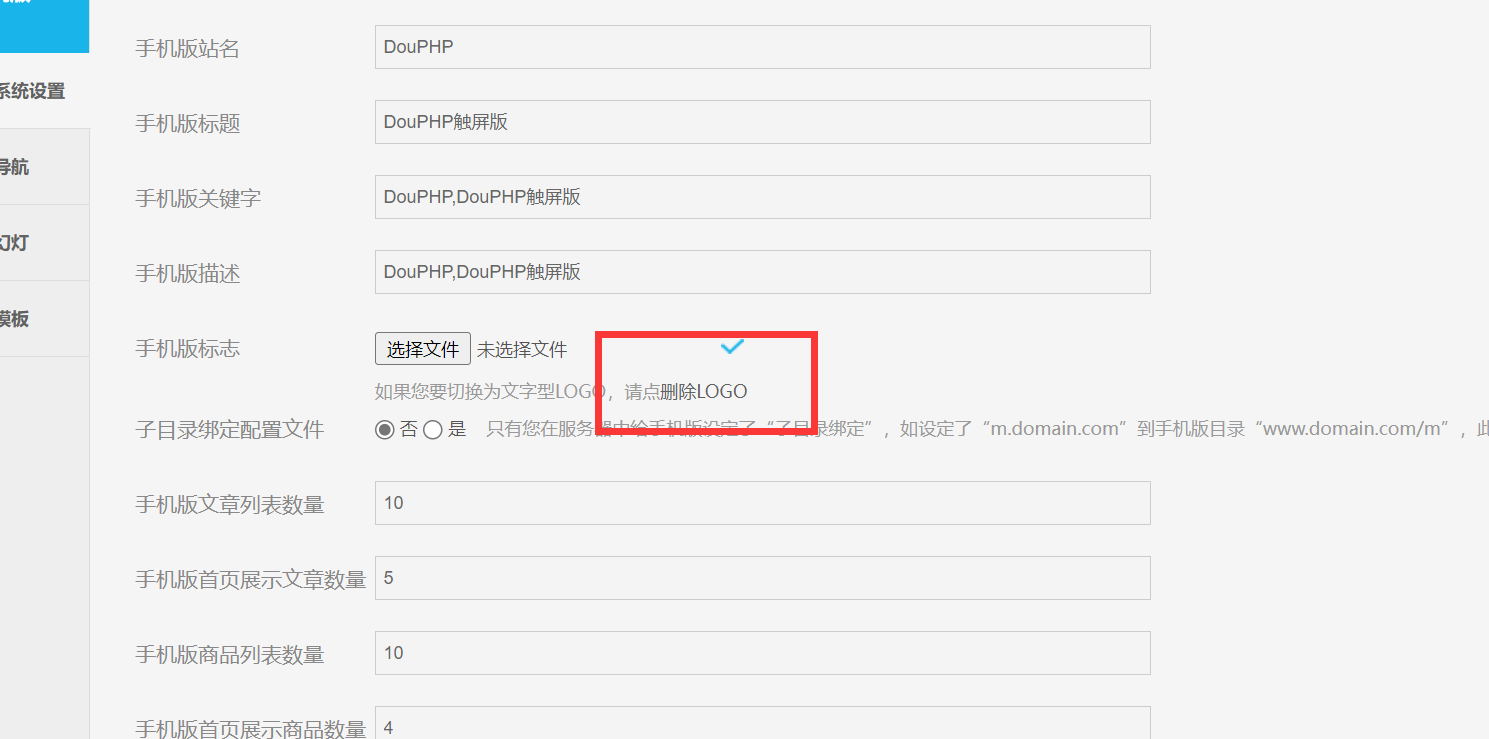 系统设置
导航
幻灯
模板
手机版站名 DouPHP
手机版标题 DouPHP触屏版
手机版关键字 DouPHP,DouPHP触屏版
手机版描述 DouPHP,DouPHP触屏版
手机版标志 选择文件 未选择文件
如果您要切换为文字型LOGO，请点删除LOGO
子目录绑定配置文件 否 是 只有您在服务器中给手机版设定了“子目录绑定”，如设定了“m.domain.com”到手机版目录“www.domain.com/m”，此
手机版文章列表数量 10
手机版首页展示文章数量 5
手机版商品列表数量 10
手机版首页展示商品数量 4